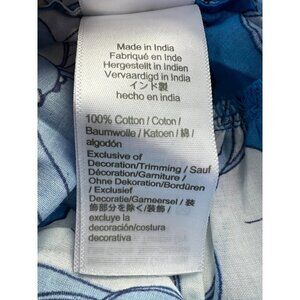 Made in India
Fabriqué en Inde
Hergestellt in Indien
Vervaardigd in India
インド製
hecho en india
100% Cotton / Coton /
Baumwolle / Katoen / 綿 /
algodón
Exclusive of
Decoration/Trimming / Sauf
Décoration/Garniture /
Ohne Dekoration/Bordüren
/ Exclusief
Decoratie/Garneersel / 装
飾部分を除く/装飾 /
excluye la
decoración/costura
decorativa